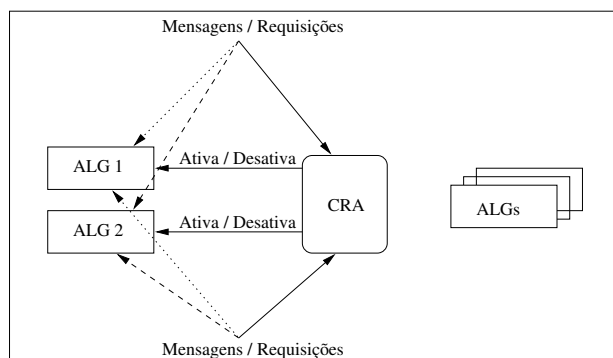 Mensagens / Requisições
ALG 1
Ativa / Desativa
CRA
ALGs
ALG 2
Ativa / Desativa
Mensagens / Requisições